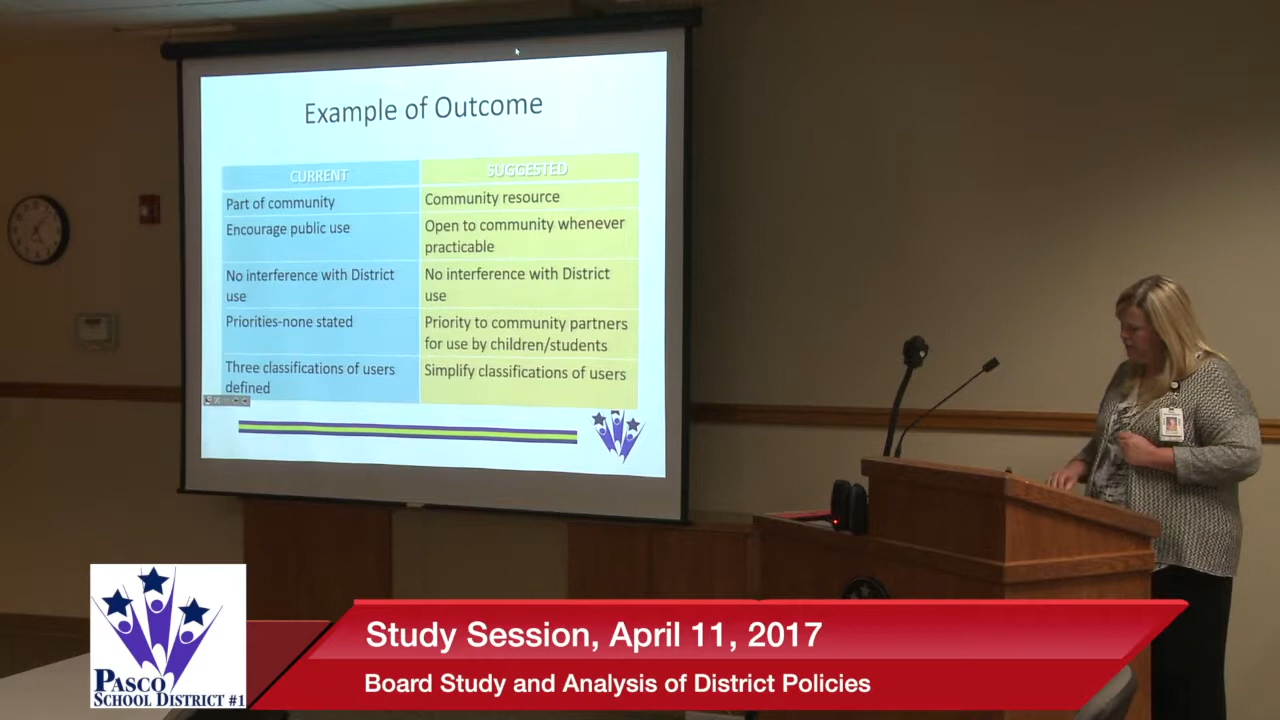 Example of Outcome
CURRENT
SUGGESTED
Part of community
Community resource
Encourage public use
Open to community whenever
practicable
No interference with District
use
No interference with District
use
Priorities-none stated
Priority to community partners
for use by children/students
Three classifications of users
defined
Simplify classifications of users
Study Session, April 11, 2017
Board Study and Analysis of District Policies
PASCO
SCHOOL DISTRICT #1